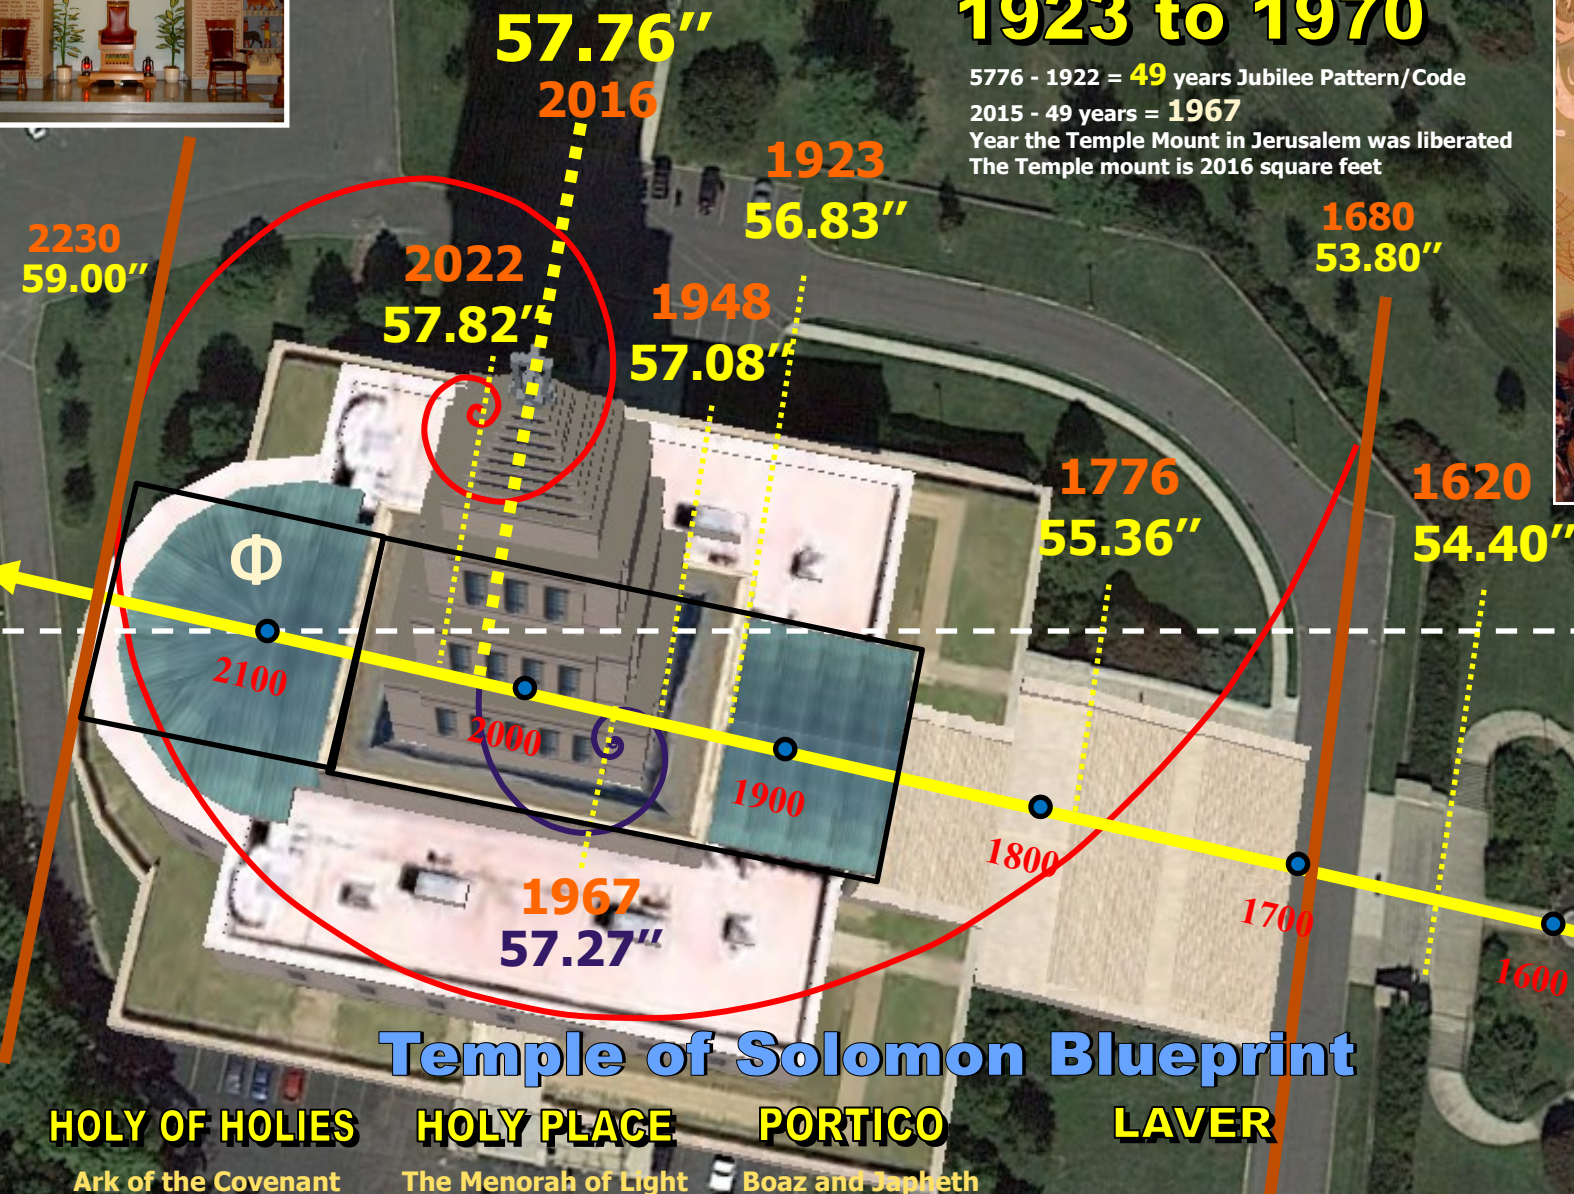 57.76”
2016
1923 to 1970
5776 - 1922 = 49 years Jubilee Pattern/Code
2015 - 49 years = 1967
Year the Temple Mount in Jerusalem was liberated
The Temple mount is 2016 square feet
1923
56.83”
2230
59.00”
2022
57.82”
1948
57.08”
1680
53.80”
1776
55.36”
1620
54.40”
Φ
2100
2000
1900
1800
1700
1600
1967
57.27”
Temple of Solomon Blueprint
HOLY OF HOLIES
HOLY PLACE
PORTICO
LAVER
Ark of the Covenant
The Menorah of Light
Boaz and Japheth